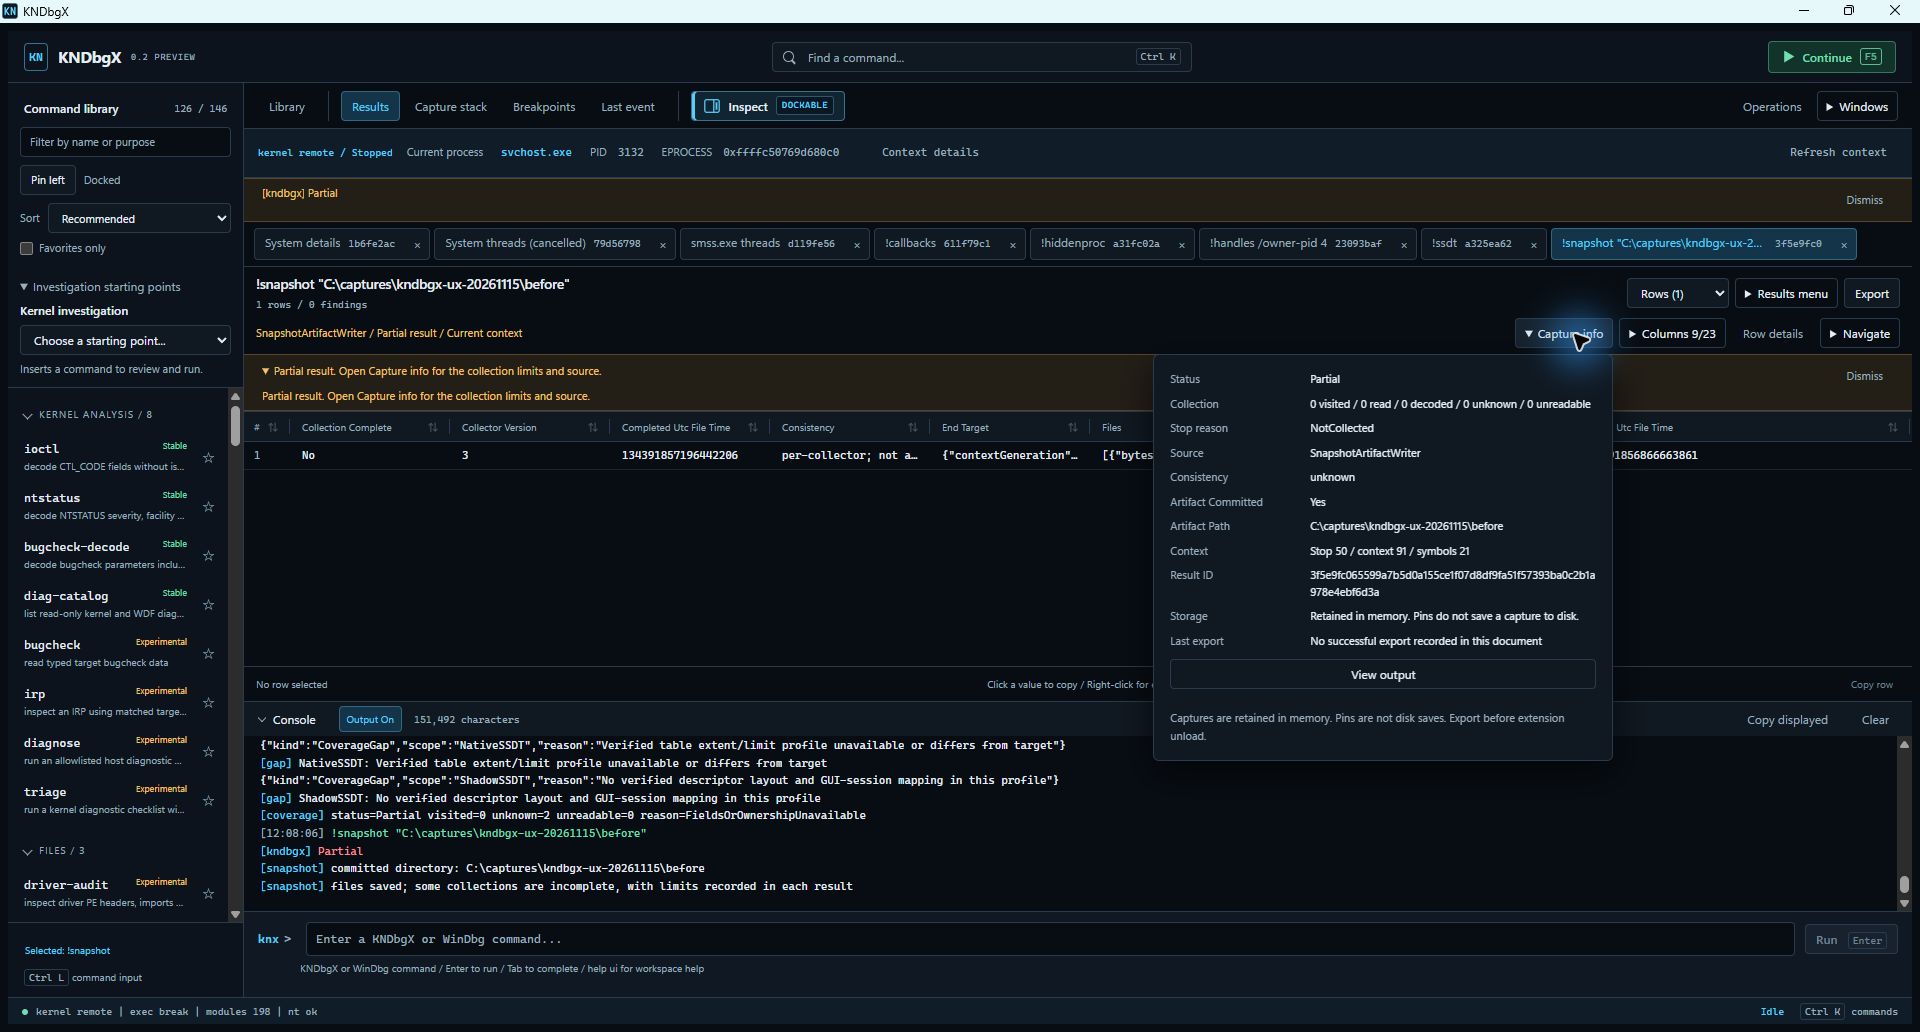 KN KNDbgX
KN KNDbgX 0.2 PREVIEW
Find a command... Ctrl K
Continue F5
Command library 126 / 146
Filter by name or purpose
Pin left Docked
Sort Recommended
Favorites only
Investigation starting points
Kernel investigation
Choose a starting point...
Inserts a command to review and run.
KERNEL ANALYSIS / 8
ioctl Stable
decode CTL_CODE fields without is...
ntstatus Stable
decode NTSTATUS severity, facility ...
bugcheck-decode Stable
decode bugcheck parameters inclu...
diag-catalog Stable
list read-only kernel and WDF diag...
bugcheck Experimental
read typed target bugcheck data
irp Experimental
inspect an IRP using matched targe...
diagnose Experimental
run an allowlisted host diagnostic ...
triage Experimental
run a kernel diagnostic checklist wi...
FILES / 3
driver-audit Experimental
inspect driver PE headers, imports ...
Selected: !snapshot
Ctrl L command input
Library Results Capture stack Breakpoints Last event Inspect DOCKABLE Operations Windows
kernel remote / Stopped Current process svchost.exe PID 3132 EPROCESS 0xffffc50769d680c0 Context details Refresh context
[kndbgx] Partial
Dismiss
System details 1b6fe2ac × System threads (cancelled) 79d56798 × smss.exe threads d119fe56 × !callbacks 611f79c1 × !hiddenproc a31fc02a × !handles /owner-pid 4 23093baf × !ssdt a325ea62 × !snapshot "C:\captures\kndbgx-ux-2... 3f5e9fc0 ×
!snapshot "C:\captures\kndbgx-ux-20261115\before"
1 rows / 0 findings
Rows (1) Results menu Export
SnapshotArtifactWriter / Partial result / Current context
Capture info Columns 9/23 Row details Navigate
Partial result. Open Capture info for the collection limits and source.
Partial result. Open Capture info for the collection limits and source.
Dismiss
# Collection Complete Collector Version Completed Utc File Time Consistency End Target Files Utc File Time
1 No 3 134391857196442206 per-collector; not a... {"contextGeneration"... [{"bytes 1856866663861
Status Partial
Collection 0 visited / 0 read / 0 decoded / 0 unknown / 0 unreadable
Stop reason NotCollected
Source SnapshotArtifactWriter
Consistency unknown
Artifact Committed Yes
Artifact Path C:\captures\kndbgx-ux-20261115\before
Context Stop 50 / context 91 / symbols 21
Result ID 3f5e9fc065599a7b5d0a155ce1f07d8df9fa51f57393ba0c2b1a
978e4ebf6d3a
Storage Retained in memory. Pins do not save a capture to disk.
Last export No successful export recorded in this document
View output
Captures are retained in memory. Pins are not disk saves. Export before extension
unload.
No row selected Click a value to copy / Right-click for Copy row
Console Output On 151,492 characters Copy displayed Clear
{"kind":"CoverageGap","scope":"NativeSSDT","reason":"Verified table extent/limit profile unavailable or differs from target"}
[gap] NativeSSDT: Verified table extent/limit profile unavailable or differs from target
{"kind":"CoverageGap","scope":"ShadowSSDT","reason":"No verified descriptor layout and GUI-session mapping in this profile"}
[gap] ShadowSSDT: No verified descriptor layout and GUI-session mapping in this profile
[coverage] status=Partial visited=0 unknown=2 unreadable=0 reason=FieldsOrOwnershipUnavailable
[12:08:06] !snapshot "C:\captures\kndbgx-ux-20261115\before"
[kndbgx] Partial
[snapshot] committed directory: C:\captures\kndbgx-ux-20261115\before
[snapshot] files saved; some collections are incomplete, with limits recorded in each result
knx > Enter a KNDbgX or WinDbg command... Run Enter
KNDbgX or WinDbg command / Enter to run / Tab to complete / help ui for workspace help
kernel remote | exec break | modules 198 | nt ok Idle Ctrl K commands